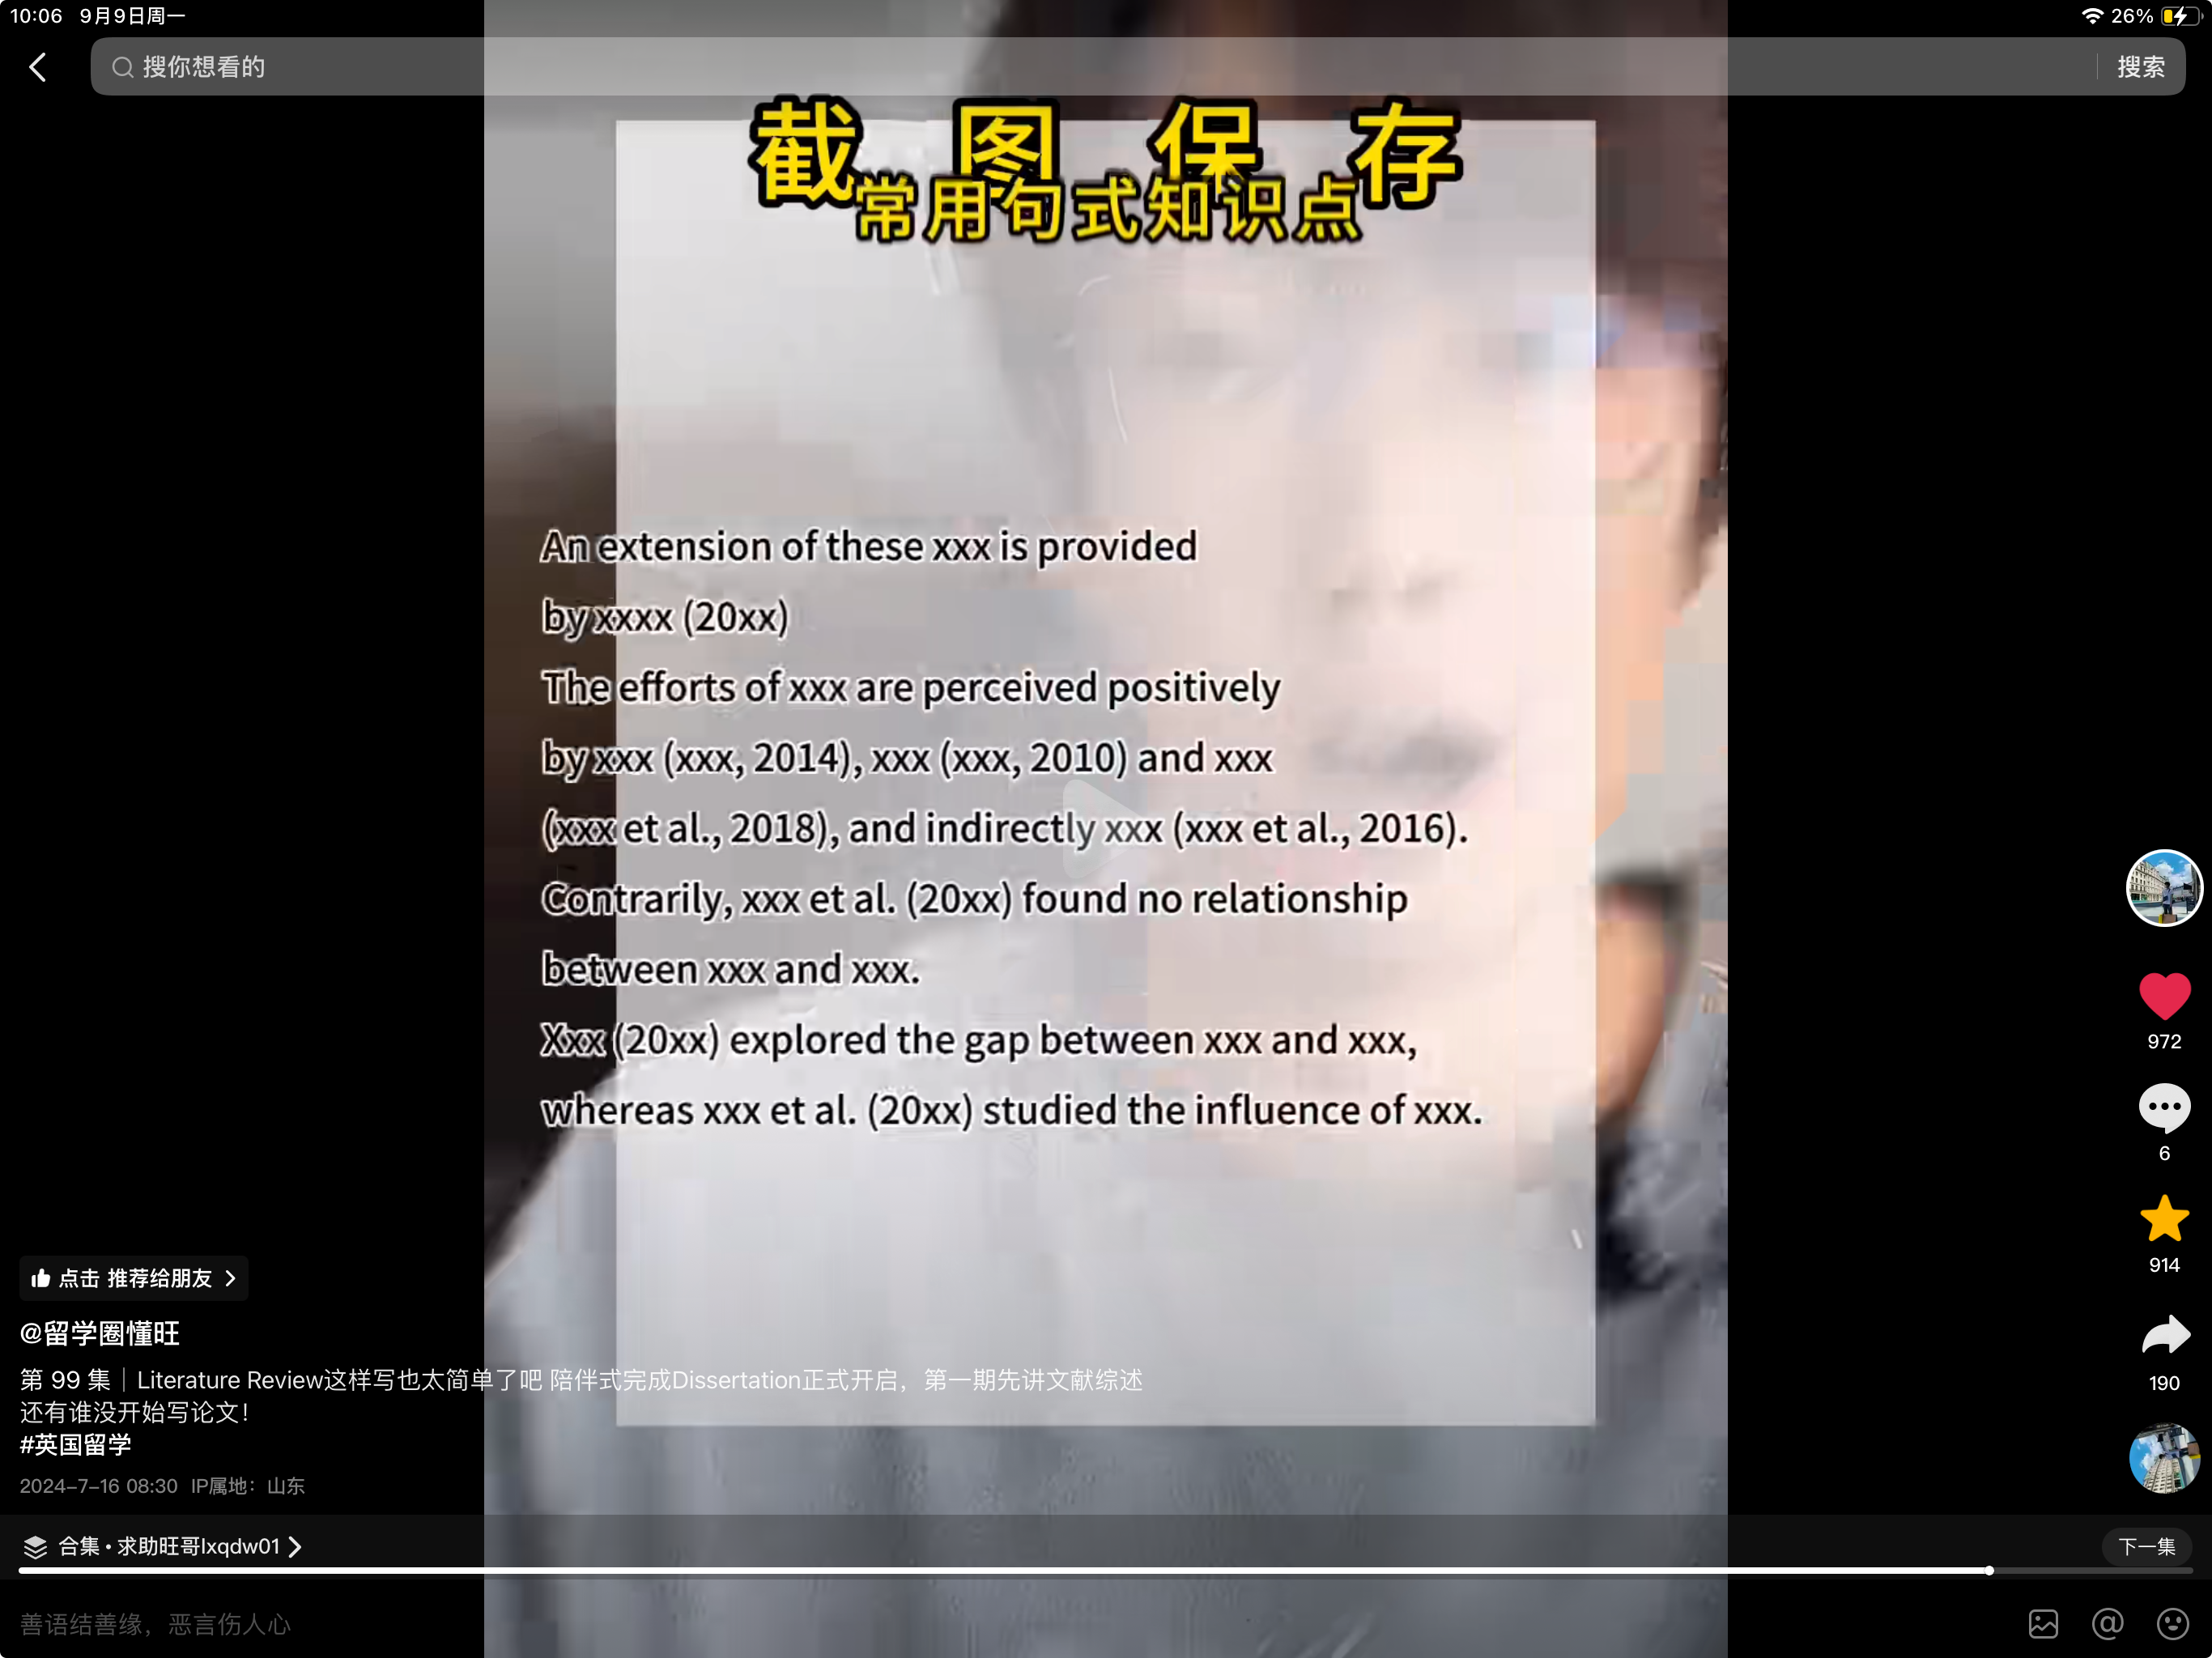 10:06 9月9日周一
26%
搜你想看的
搜索
截图保存
常用句式知识点
An extension of these xxx is provided
by xxxx (20xx)
The efforts of xxx are perceived positively
by xxx (xxx, 2014), xxx (xxx, 2010) and xxx
(xxx et al., 2018), and indirectly xxx (xxx et al., 2016).
Contrarily, xxx et al. (20xx) found no relationship
between xxx and xxx.
Xxx (20xx) explored the gap between xxx and xxx,
whereas xxx et al. (20xx) studied the influence of xxx.
972
6
914
190
点击 推荐给朋友
@留学圈懂旺
第 99 集｜Literature Review这样写也太简单了吧 陪伴式完成Dissertation正式开启，第一期先讲文献综述
还有谁没开始写论文！
#英国留学
2024-7-16 08:30 IP属地：山东
合集 • 求助旺哥lxqdw01
下一集
善语结善缘，恶言伤人心